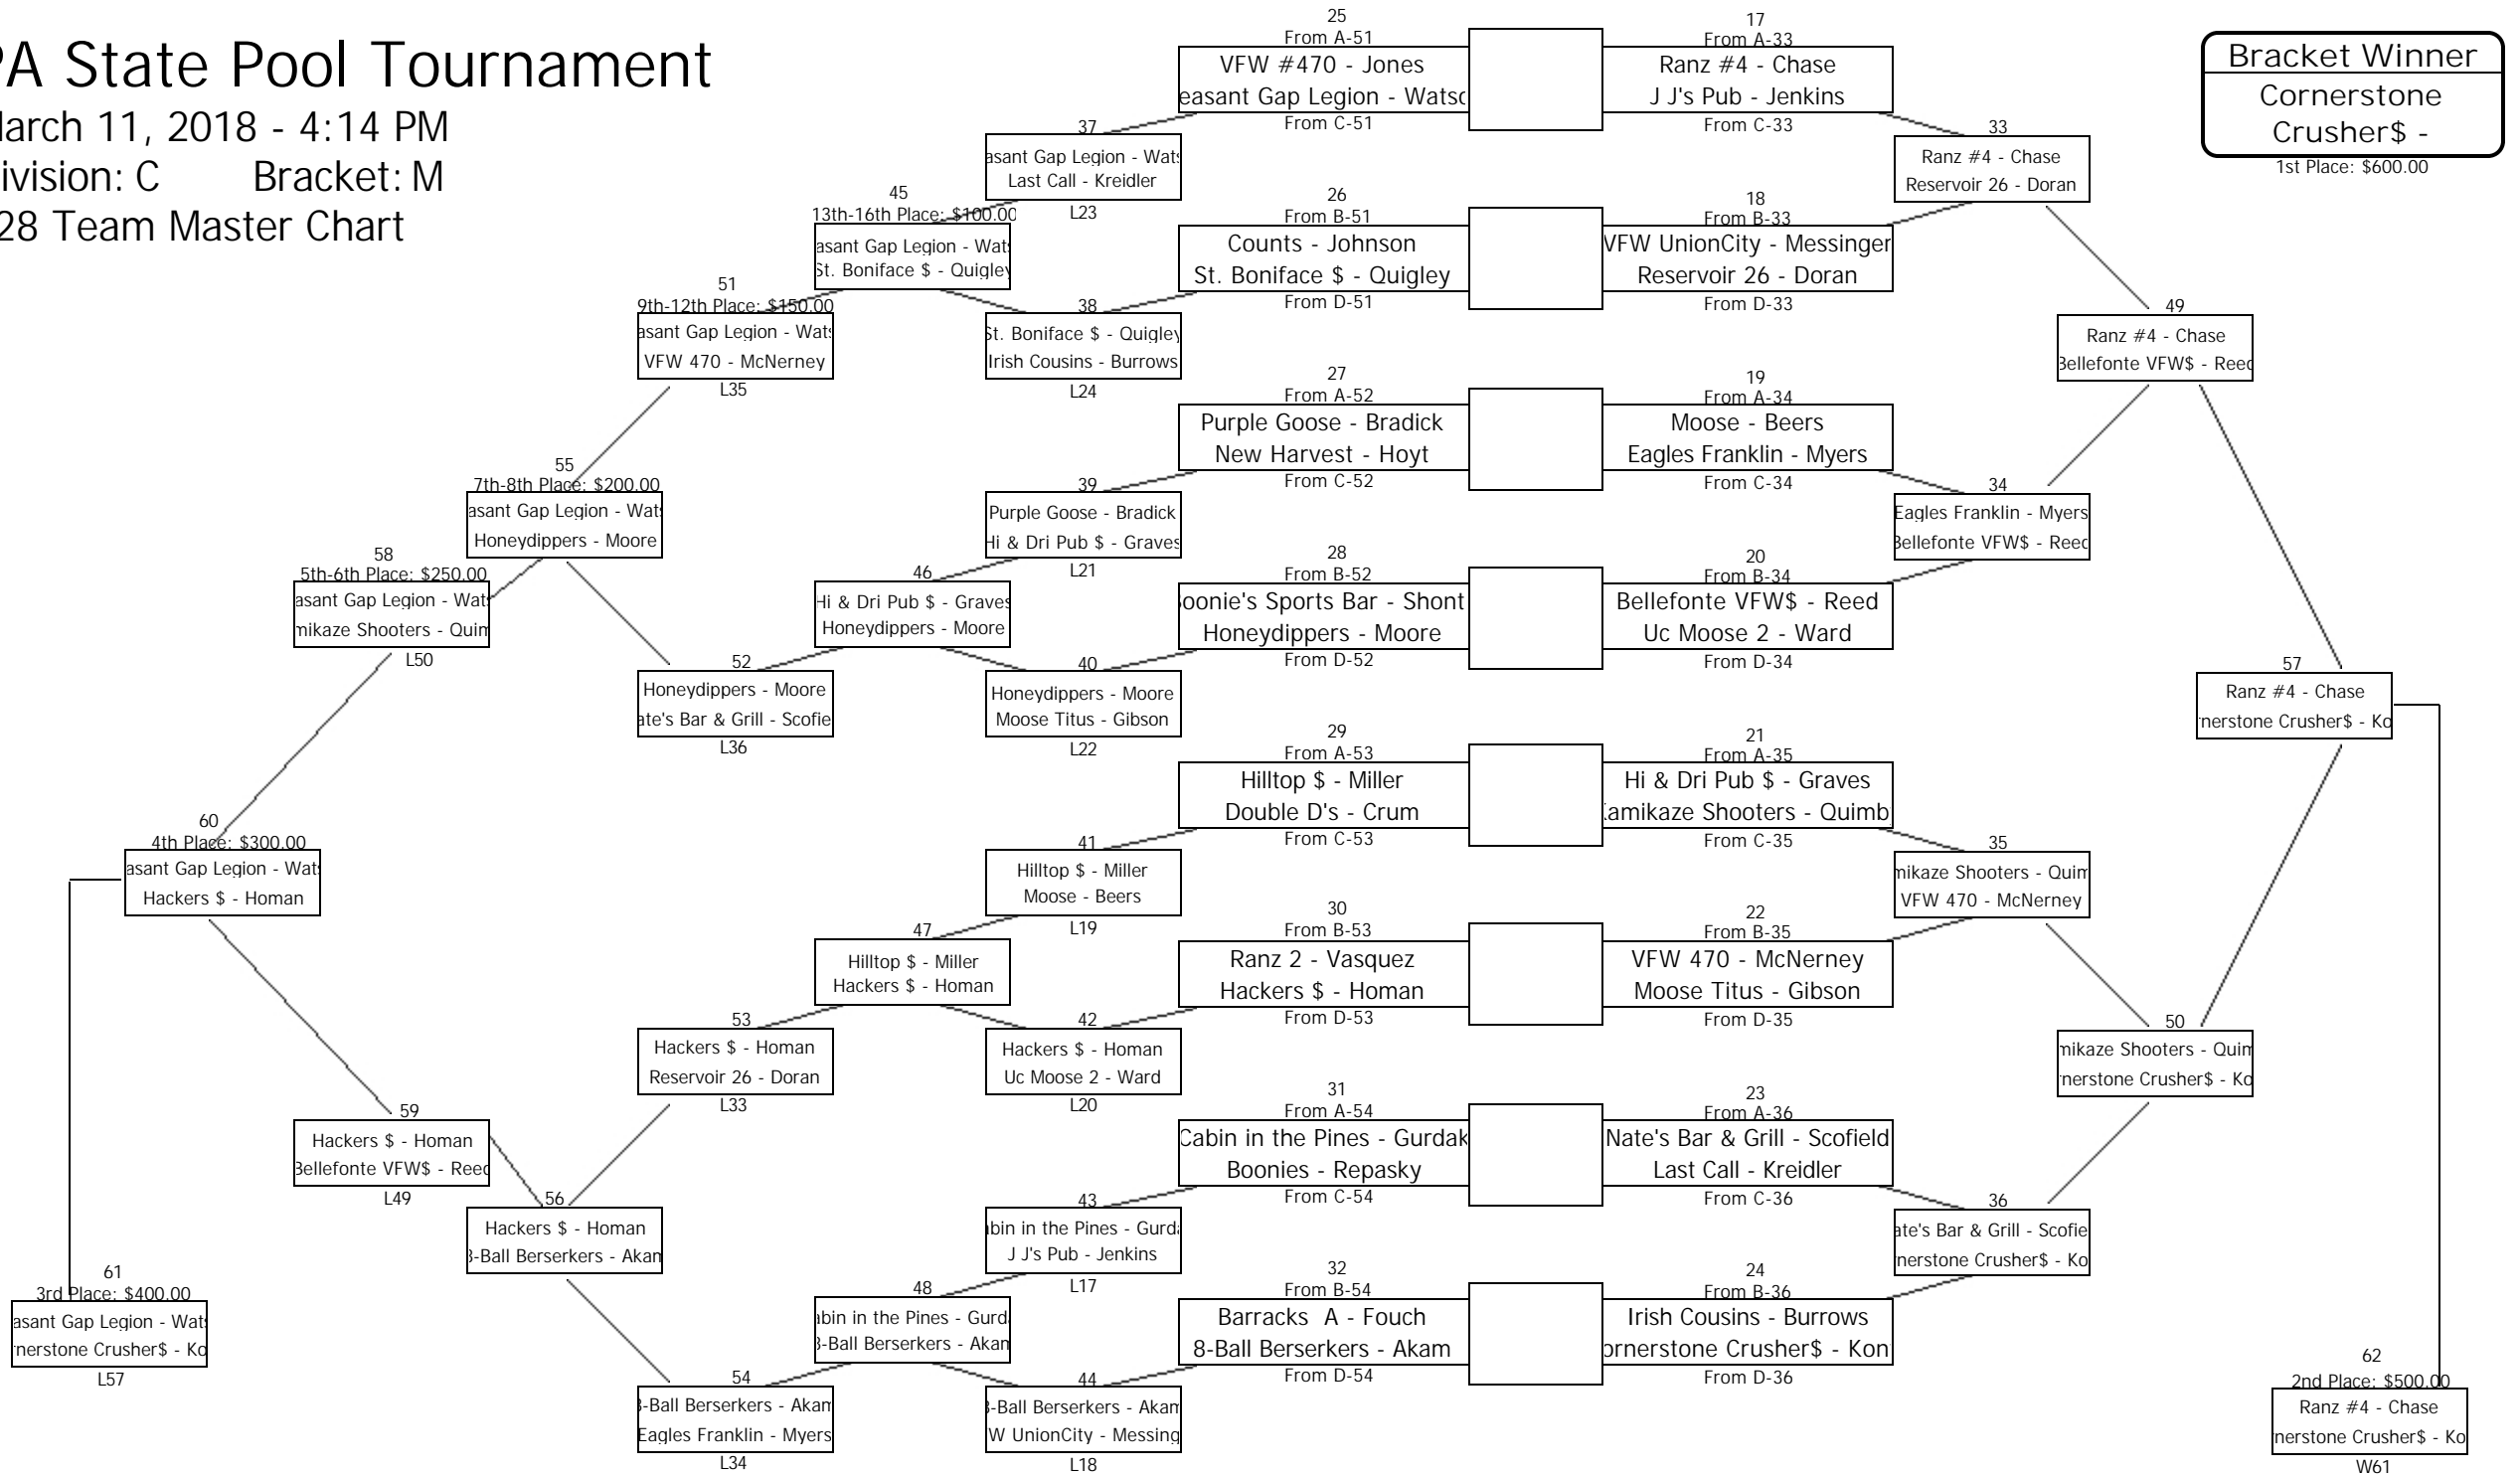 PA State Pool Tournament
March 11, 2018 - 4:14 PM
Division: C Bracket: M
28 Team Master Chart
Bracket Winner
Cornerstone
Crusher$ -
1st Place: $600.00
25
From A-51
VFW #470 - Jones
easant Gap Legion - Watso
From C-51
26
From B-51
Counts - Johnson
St. Boniface $ - Quigley
From D-51
27
From A-52
Purple Goose - Bradick
New Harvest - Hoyt
From C-52
28
From B-52
Boonie's Sports Bar - Shont
Honeydippers - Moore
From D-52
29
From A-53
Hilltop $ - Miller
Double D's - Crum
From C-53
30
From B-53
Ranz 2 - Vasquez
Hackers $ - Homan
From D-53
31
From A-54
Cabin in the Pines - Gurdak
Boonies - Repasky
From C-54
32
From B-54
Barracks A - Fouch
8-Ball Berserkers - Akam
From D-54
17
From A-33
Ranz #4 - Chase
J J's Pub - Jenkins
From C-33
18
From B-33
VFW UnionCity - Messinger
Reservoir 26 - Doran
From D-33
19
From A-34
Moose - Beers
Eagles Franklin - Myers
From C-34
20
From B-34
Bellefonte VFW$ - Reed
Uc Moose 2 - Ward
From D-34
21
From A-35
Hi & Dri Pub $ - Graves
Kamikaze Shooters - Quimb
From C-35
22
From B-35
VFW 470 - McNerney
Moose Titus - Gibson
From D-35
23
From A-36
Nate's Bar & Grill - Scofield
Last Call - Kreidler
From C-36
24
From B-36
Irish Cousins - Burrows
ornerstone Crusher$ - Kon
From D-36
37
asant Gap Legion - Wats
Last Call - Kreidler
L23
38
St. Boniface $ - Quigley
Irish Cousins - Burrows
L24
39
Purple Goose - Bradick
Hi & Dri Pub $ - Graves
L21
40
Honeydippers - Moore
Moose Titus - Gibson
L22
41
Hilltop $ - Miller
Moose - Beers
L19
42
Hackers $ - Homan
Uc Moose 2 - Ward
L20
43
abin in the Pines - Gurda
J J's Pub - Jenkins
L17
44
8-Ball Berserkers - Akam
W UnionCity - Messing
L18
45
13th-16th Place: $100.00
asant Gap Legion - Wats
St. Boniface $ - Quigley
46
Hi & Dri Pub $ - Graves
Honeydippers - Moore
47
Hilltop $ - Miller
Hackers $ - Homan
48
abin in the Pines - Gurda
8-Ball Berserkers - Akam
51
9th-12th Place: $150.00
asant Gap Legion - Wats
VFW 470 - McNerney
L35
52
Honeydippers - Moore
ate's Bar & Grill - Scofie
L36
53
Hackers $ - Homan
Reservoir 26 - Doran
L33
54
8-Ball Berserkers - Akam
Eagles Franklin - Myers
L34
55
7th-8th Place: $200.00
asant Gap Legion - Wats
Honeydippers - Moore
56
Hackers $ - Homan
8-Ball Berserkers - Akam
58
5th-6th Place: $250.00
asant Gap Legion - Wats
mikaze Shooters - Quim
L50
59
Hackers $ - Homan
Bellefonte VFW$ - Reed
L49
60
4th Place: $300.00
asant Gap Legion - Wats
Hackers $ - Homan
61
3rd Place: $400.00
asant Gap Legion - Wats
rnerstone Crusher$ - Ko
L57
33
Ranz #4 - Chase
Reservoir 26 - Doran
34
Eagles Franklin - Myers
Bellefonte VFW$ - Reed
35
mikaze Shooters - Quim
VFW 470 - McNerney
36
ate's Bar & Grill - Scofie
rnerstone Crusher$ - Ko
49
Ranz #4 - Chase
Bellefonte VFW$ - Reed
50
mikaze Shooters - Quim
rnerstone Crusher$ - Ko
57
Ranz #4 - Chase
rnerstone Crusher$ - Ko
62
2nd Place: $500.00
Ranz #4 - Chase
rnerstone Crusher$ - Ko
W61